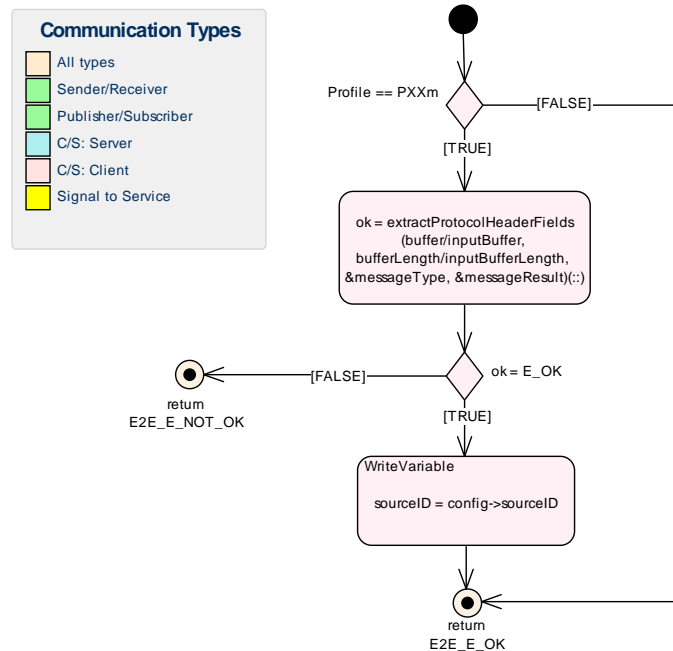 Communication Types
All types
Sender/Receiver
Publisher/Subscriber
C/S: Server
C/S: Client
Signal to Service
Profile == PXXm
[FALSE]
[TRUE]
ok = extractProtocolHeaderFields
(buffer/inputBuffer,
bufferLength/inputBufferLength,
&messageType, &messageResult)(::)
[FALSE]
ok = E_OK
return
E2E_E_NOT_OK
[TRUE]
WriteVariable
sourceID = config->sourceID
return
E2E_E_OK